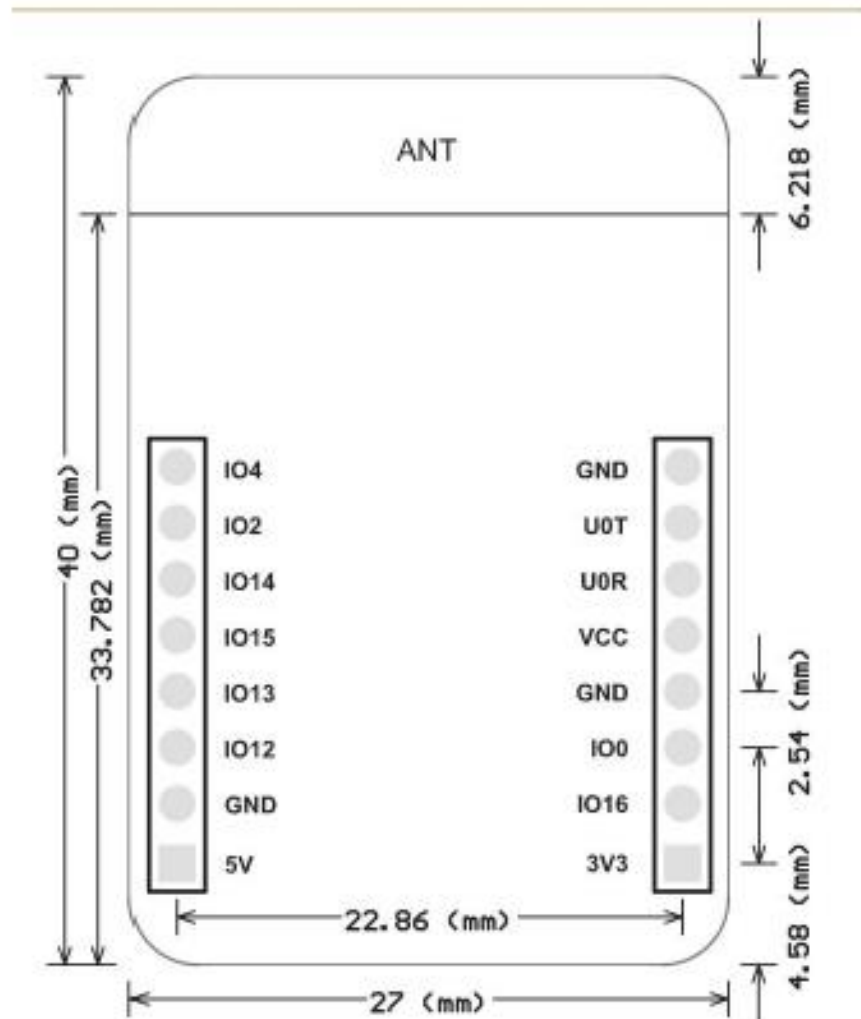 ANT
6.218 (mm)
40 (mm)
33.782 (mm)
IO4
IO2
IO14
IO15
IO13
IO12
GND
5V
GND
U0T
U0R
VCC
GND
IO0
IO16
3V3
2.54 (mm)
4.58 (mm)
22.86 (mm)
27 (mm)